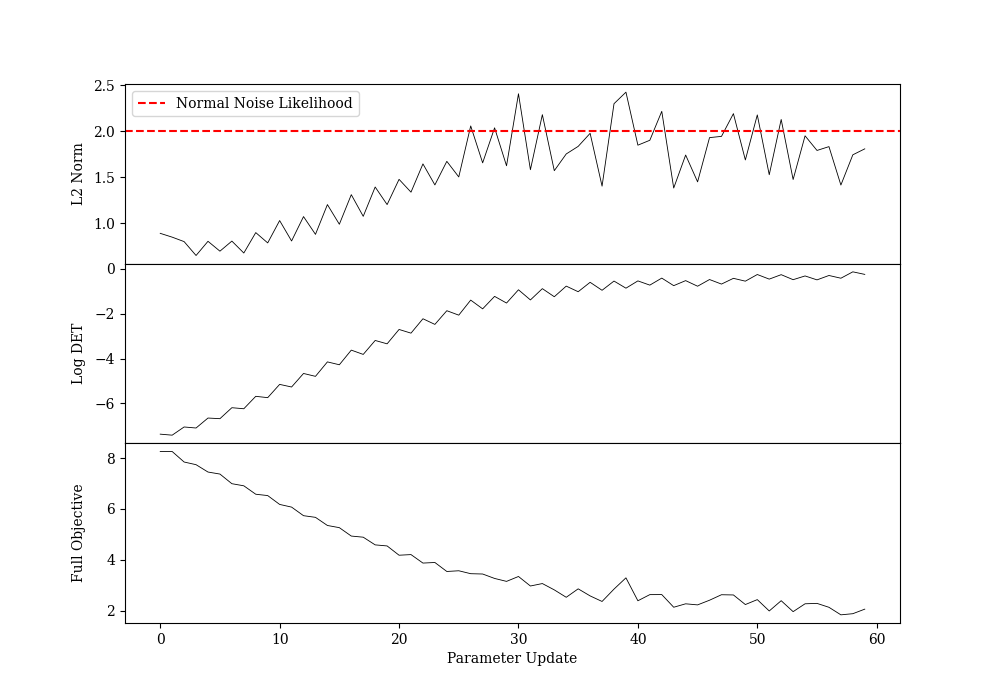 2.5
Normal Noise Likelihood
2.0
1.5
1.0
L2 Norm
0
−2
−4
−6
Log DET
8
6
4
2
Full Objective
0 10 20 30 40 50 60
Parameter Update